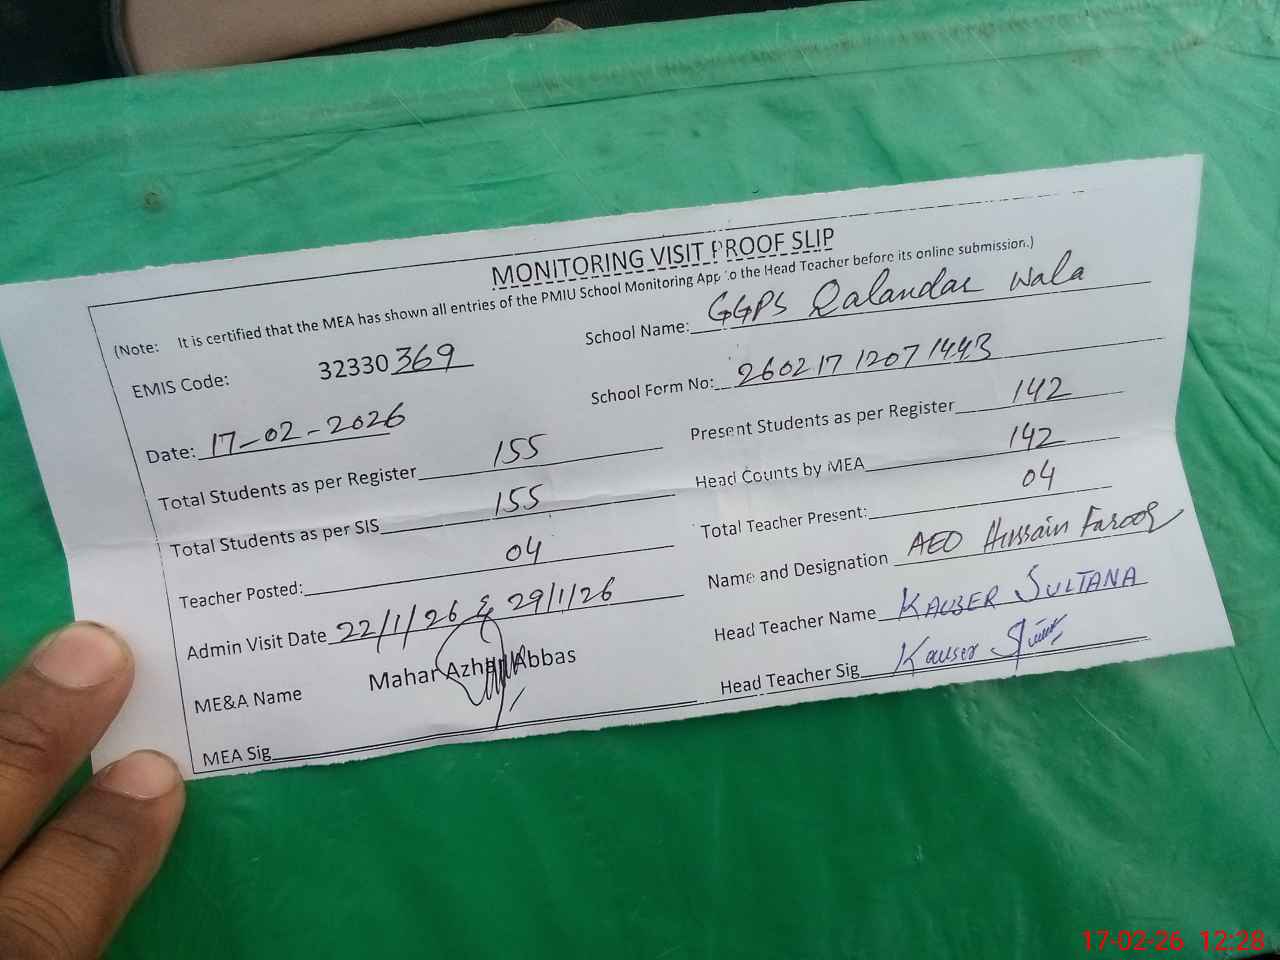 MONITORING VISIT PROOF SLIP
(Note: It is certified that the MEA has shown all entries of the PMIU School Monitoring App to the Head Teacher before its online submission.)
EMIS Code: 32330369
School Name: GGPS Qalandar Wala
Date: 17-02-2026
School Form No: 260217 1207 1443
Total Students as per Register 155
Present Students as per Register 142
Total Students as per SIS 155
Head Counts by MEA 142
Teacher Posted: 04
Total Teacher Present: 04
Admin Visit Date 22/1/26 & 29/1/26
Name and Designation AEO Hussain Farooq
ME&A Name Mahar Azhar Abbas
Head Teacher Name KAUSER SULTANA
MEA Sig
Head Teacher Sig Kauser
17-02-26 12:28